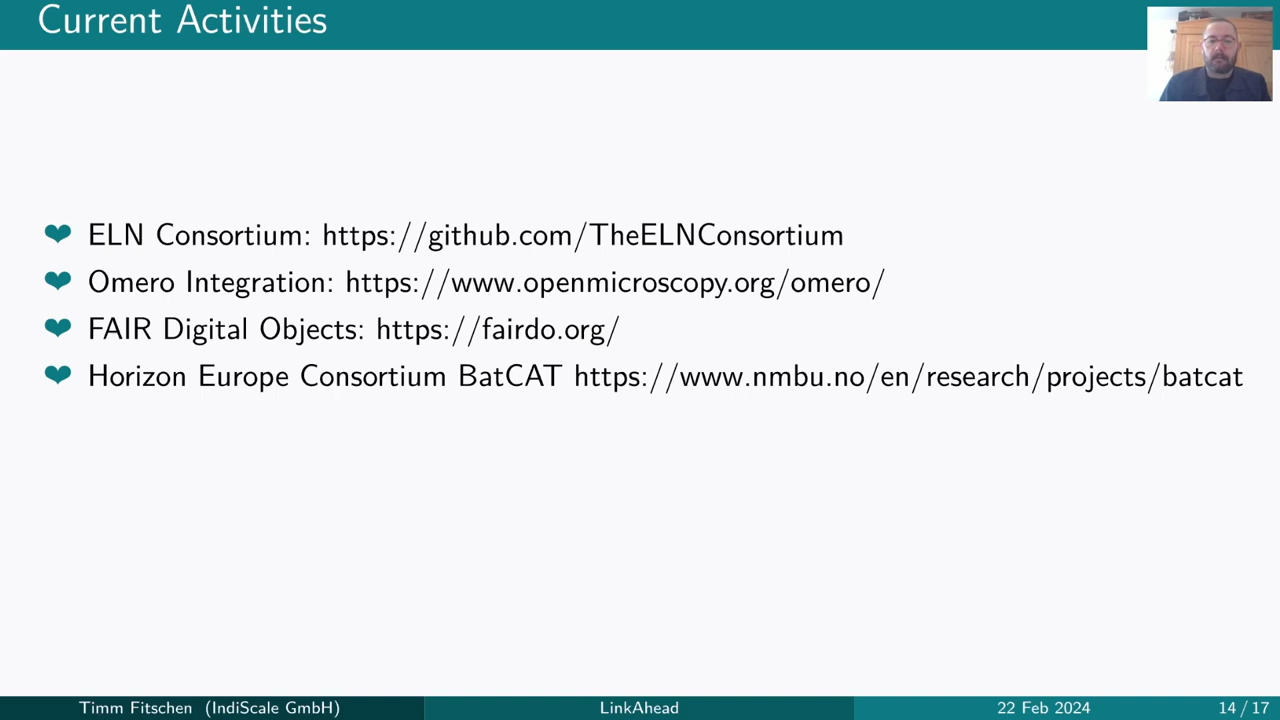 Current Activities
ELN Consortium: https://github.com/TheELNConsortium
Omero Integration: https://www.openmicroscopy.org/omero/
FAIR Digital Objects: https://fairdo.org/
Horizon Europe Consortium BatCAT https://www.nmbu.no/en/research/projects/batcat
Timm Fitschen (IndiScale GmbH) LinkAhead 22 Feb 2024 14 / 17